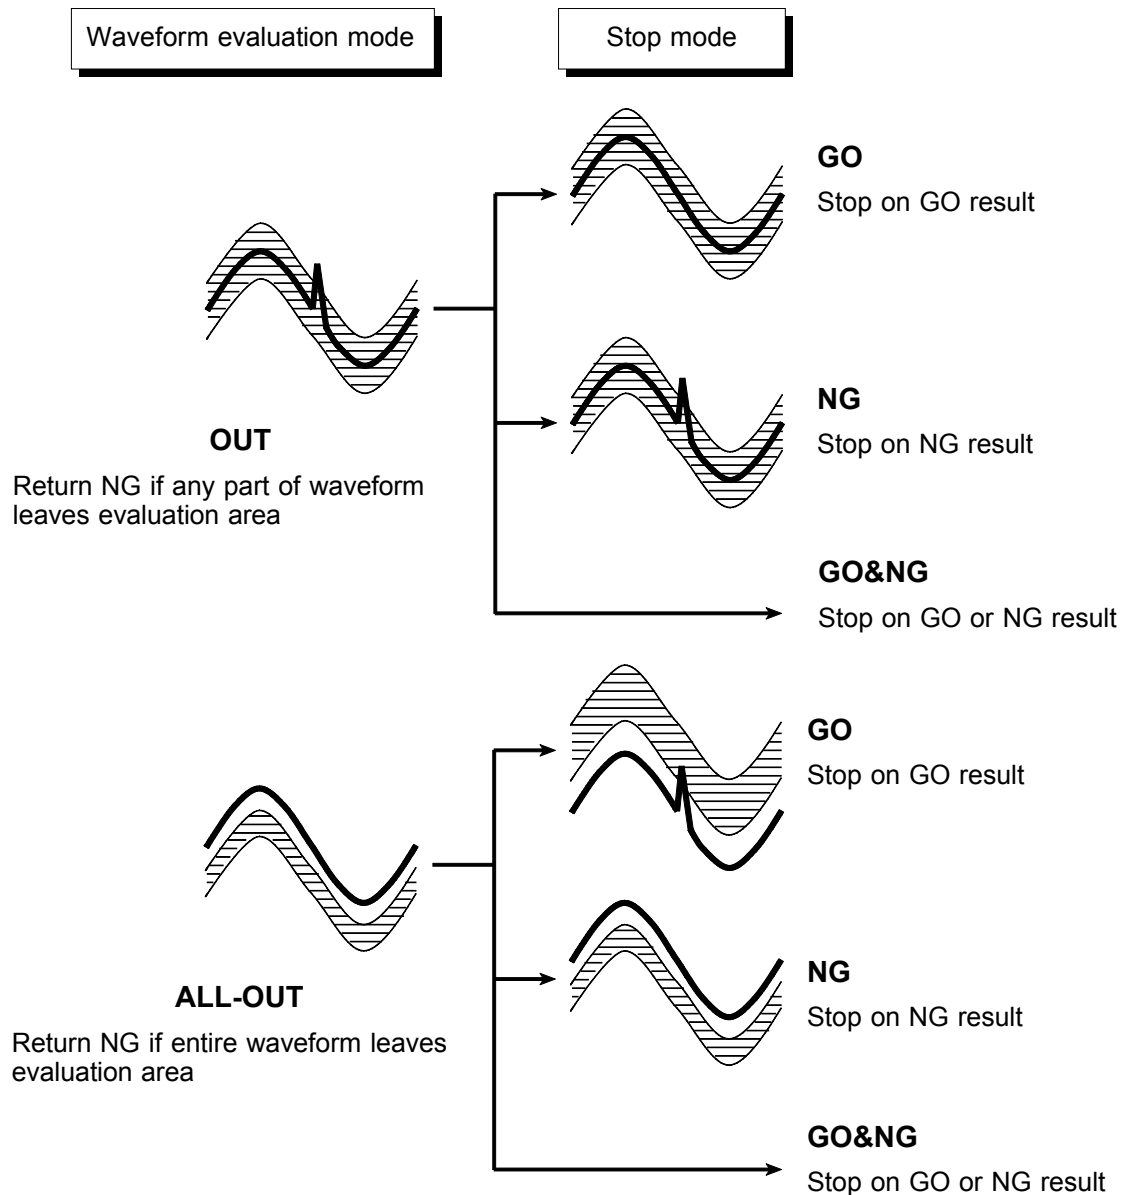 Waveform evaluation mode
Stop mode
GO
Stop on GO result
OUT
Return NG if any part of waveform
leaves evaluation area
NG
Stop on NG result
GO&NG
Stop on GO or NG result
GO
Stop on GO result
ALL-OUT
Return NG if entire waveform leaves
evaluation area
NG
Stop on NG result
GO&NG
Stop on GO or NG result